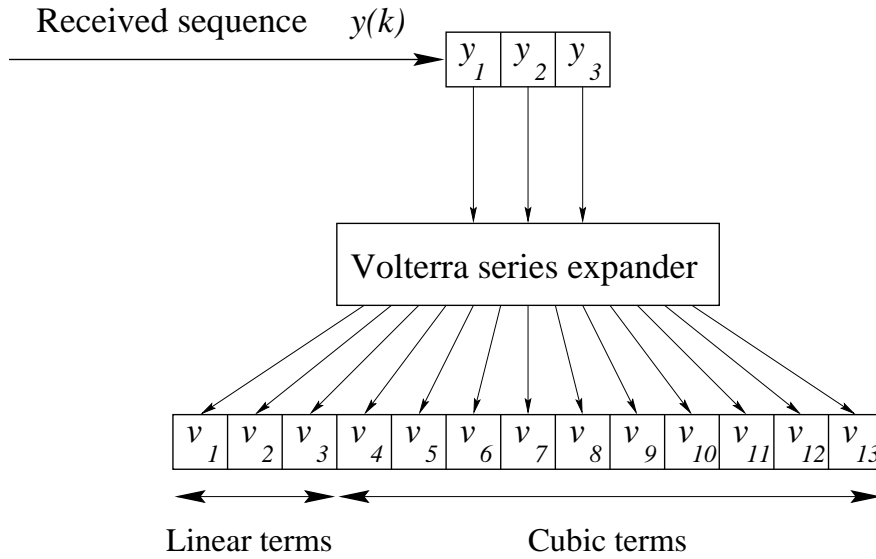 Received sequence y(k)
y1 y2 y3
Volterra series expander
v1 v2 v3 v4 v5 v6 v7 v8 v9 v10 v11 v12 v13
Linear terms Cubic terms